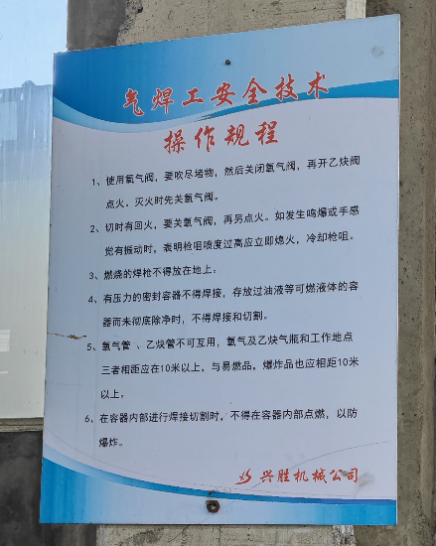 气焊工安全技术
操作规程
1、使用氧气阀，要吹尽堵物，然后关闭氧气阀，再开乙炔阀
点火。灭火时先关氧气阀。
2、切时有回火，要关氧气阀，再另点火。如发生鸣爆或手感
觉有振动时，表明枪咀喷度过高应立即熄火，冷却枪咀。
3、燃烧的焊枪不得放在地上。
4、有压力的密封容器不得焊接，存放过油液等可燃液体的容
器而未彻底除净时，不得焊接和切割。
5、氧气管、乙炔管不可互用，氧气及乙炔气瓶和工作地点
三者相距应在10米以上，与易燃品，爆炸品也应相距10米
以上。
6、在容器内部进行焊接切割时，不得在容器内部点燃，以防
爆炸。
兴胜机械公司